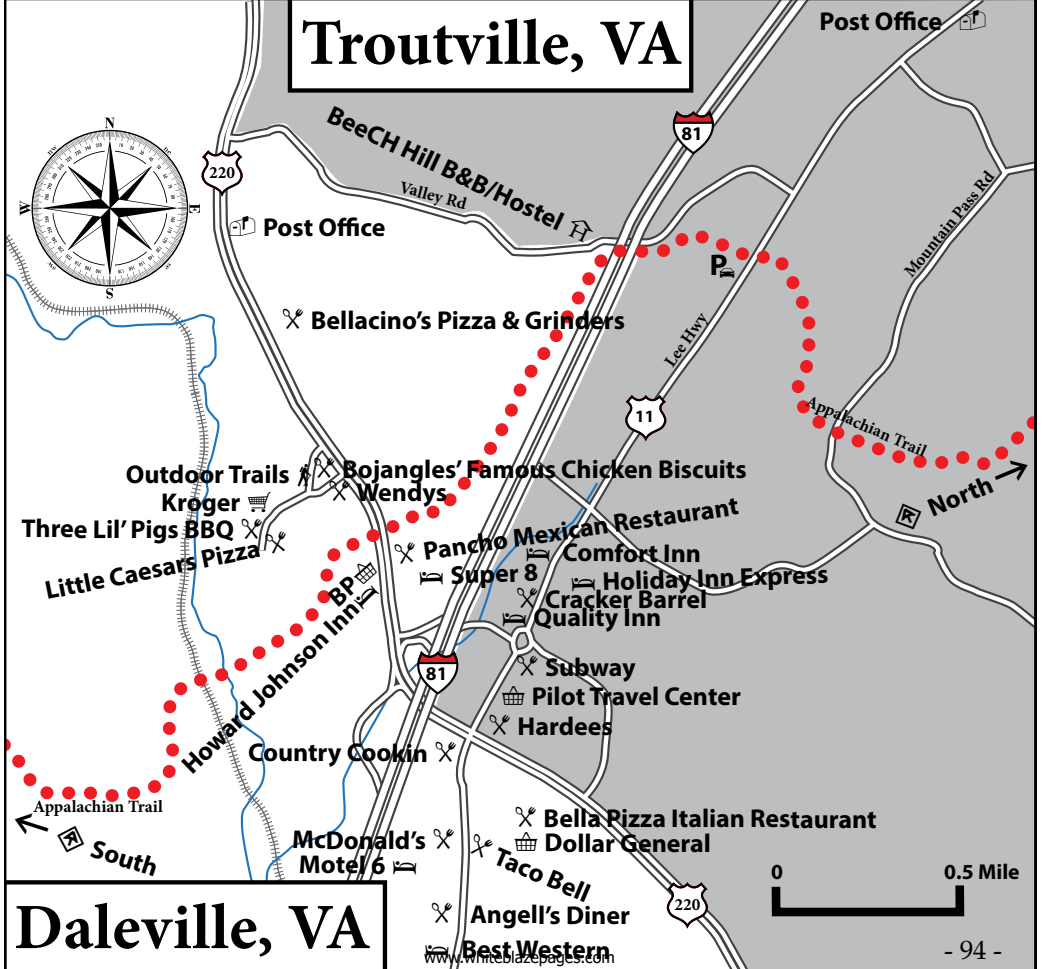 Troutville, VA
Post Office
81
BeeCH Hill B&B/Hostel
N
220
Valley Rd
Mountain Pass Rd
W
E
Post Office
S
P
Bellacino's Pizza & Grinders
Lee Hwy
11
Appalachian Trail
Outdoor Trails
Bojangles' Famous Chicken Biscuits
Kroger
Wendys
North
Three Lil' Pigs BBQ
Pancho Mexican Restaurant
Little Caesars Pizza
Comfort Inn
BP
Super 8
Holiday Inn Express
Cracker Barrel
Quality Inn
Howard Johnson Inn
81
Subway
Pilot Travel Center
Hardees
Country Cookin
Appalachian Trail
South
Bella Pizza Italian Restaurant
McDonald's
Dollar General
Motel 6
Taco Bell
0 0.5 Mile
220
Angell's Diner
Daleville, VA
Best Western
www.whiteblazepages.com
- 94 -